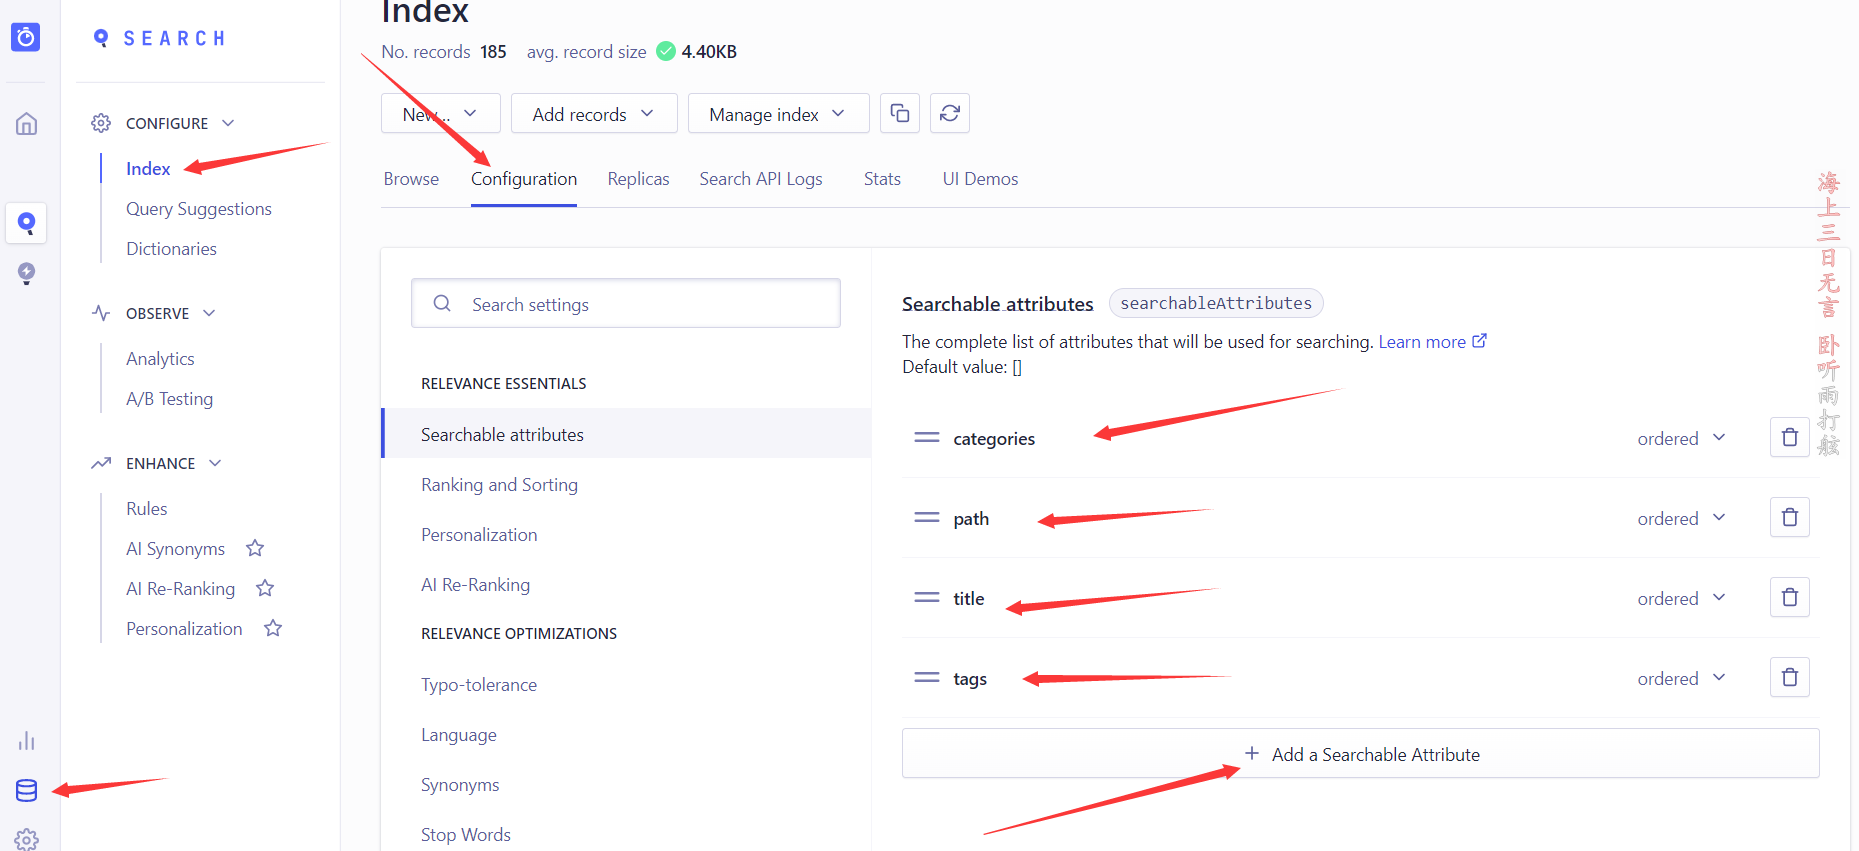 SEARCH
CONFIGURE
Index
Query Suggestions
Dictionaries
OBSERVE
Analytics
A/B Testing
ENHANCE
Rules
AI Synonyms
AI Re-Ranking
Personalization
Index
No. records 185 avg. record size 4.40KB
New..
Add records
Manage index
Browse
Configuration
Replicas
Search API Logs
Stats
UI Demos
Search settings
RELEVANCE ESSENTIALS
Searchable attributes
Ranking and Sorting
Personalization
AI Re-Ranking
RELEVANCE OPTIMIZATIONS
Typo-tolerance
Language
Synonyms
Stop Words
Searchable attributes searchableAttributes
The complete list of attributes that will be used for searching. Learn more
Default value: []
categories ordered
path ordered
title ordered
tags ordered
Add a Searchable Attribute
海上三日无言 卧听雨打舷